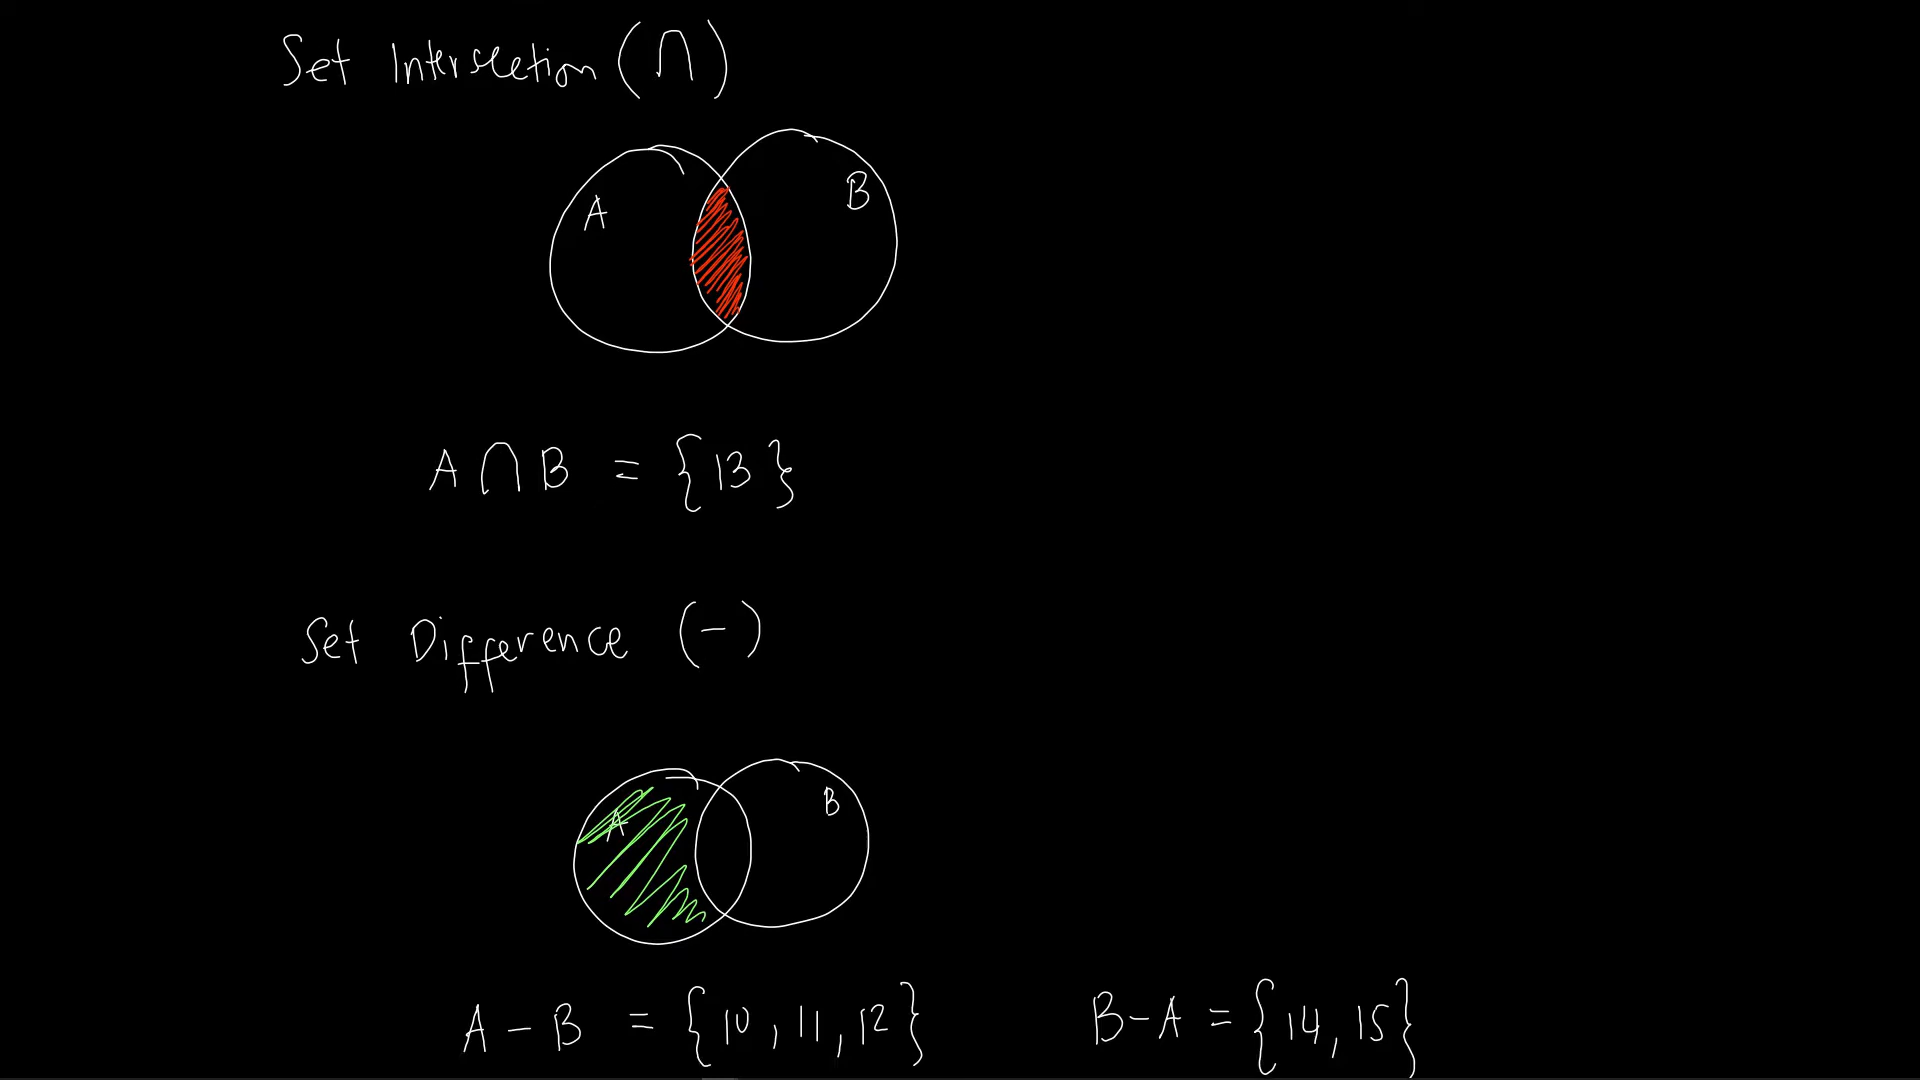 Set Intersection (∩)
A
B
A ∩ B = {13}
Set Difference (-)
A
B
A - B = {10, 11, 12}
B-A = {14, 15}